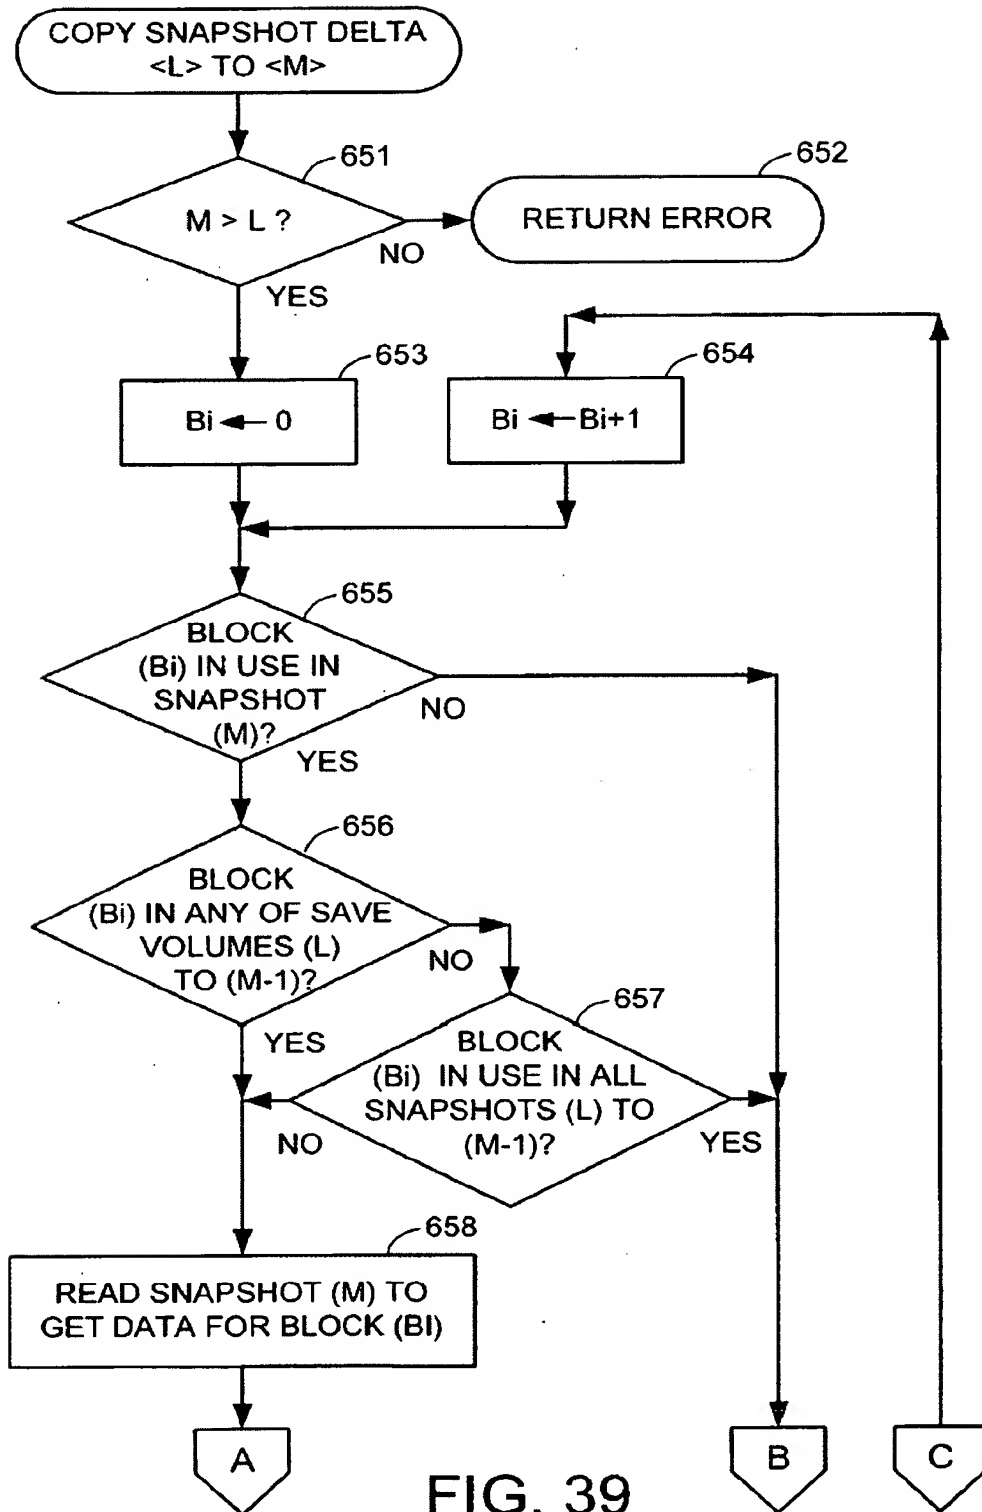 COPY SNAPSHOT DELTA
<L> TO <M>
651
M > L ?
NO
YES
652
RETURN ERROR
653
Bi ← 0
654
Bi ← Bi+1
655
BLOCK
(Bi) IN USE IN
SNAPSHOT
(M)?
NO
YES
656
BLOCK
(Bi) IN ANY OF SAVE
VOLUMES (L)
TO (M-1)?
NO
YES
657
BLOCK
(Bi) IN USE IN ALL
SNAPSHOTS (L) TO
(M-1)?
NO
YES
658
READ SNAPSHOT (M) TO
GET DATA FOR BLOCK (BI)
A
B
C
FIG. 39